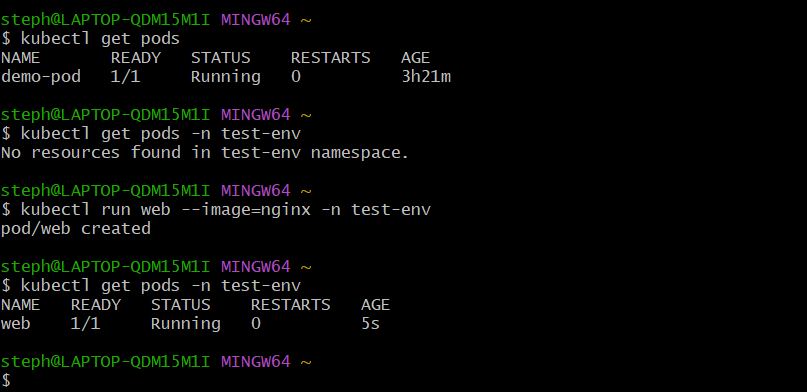 steph@LAPTOP-QDM15M1I MINGW64 ~
$ kubectl get pods
NAME       READY   STATUS    RESTARTS   AGE
demo-pod   1/1     Running   0          3h21m
steph@LAPTOP-QDM15M1I MINGW64 ~
$ kubectl get pods -n test-env
No resources found in test-env namespace.
steph@LAPTOP-QDM15M1I MINGW64 ~
$ kubectl run web --image=nginx -n test-env
pod/web created
steph@LAPTOP-QDM15M1I MINGW64 ~
$ kubectl get pods -n test-env
NAME   READY   STATUS    RESTARTS   AGE
web    1/1     Running   0          5s
steph@LAPTOP-QDM15M1I MINGW64 ~
$